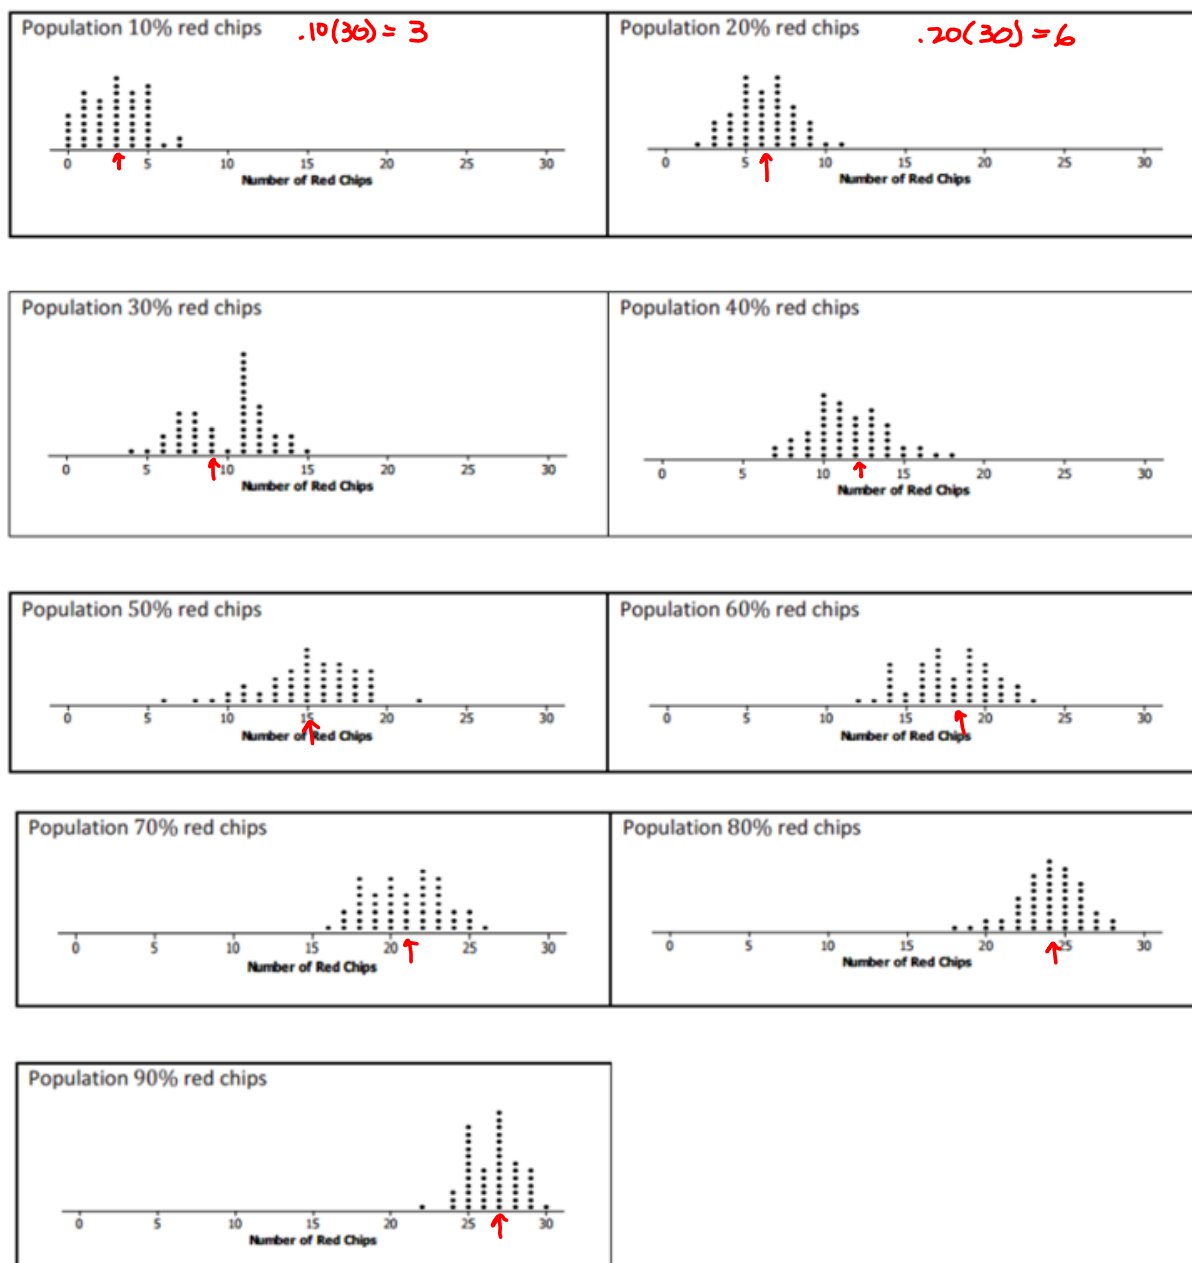 Population 10% red chips .10(30) = 3
0 5 10 15 20 25 30
Number of Red Chips
Population 20% red chips .20(30) = 6
0 5 10 15 20 25 30
Number of Red Chips
Population 30% red chips
0 5 10 15 20 25 30
Number of Red Chips
Population 40% red chips
0 5 10 15 20 25 30
Number of Red Chips
Population 50% red chips
0 5 10 15 20 25 30
Number of Red Chips
Population 60% red chips
0 5 10 15 20 25 30
Number of Red Chips
Population 70% red chips
0 5 10 15 20 25 30
Number of Red Chips
Population 80% red chips
0 5 10 15 20 25 30
Number of Red Chips
Population 90% red chips
0 5 10 15 20 25 30
Number of Red Chips